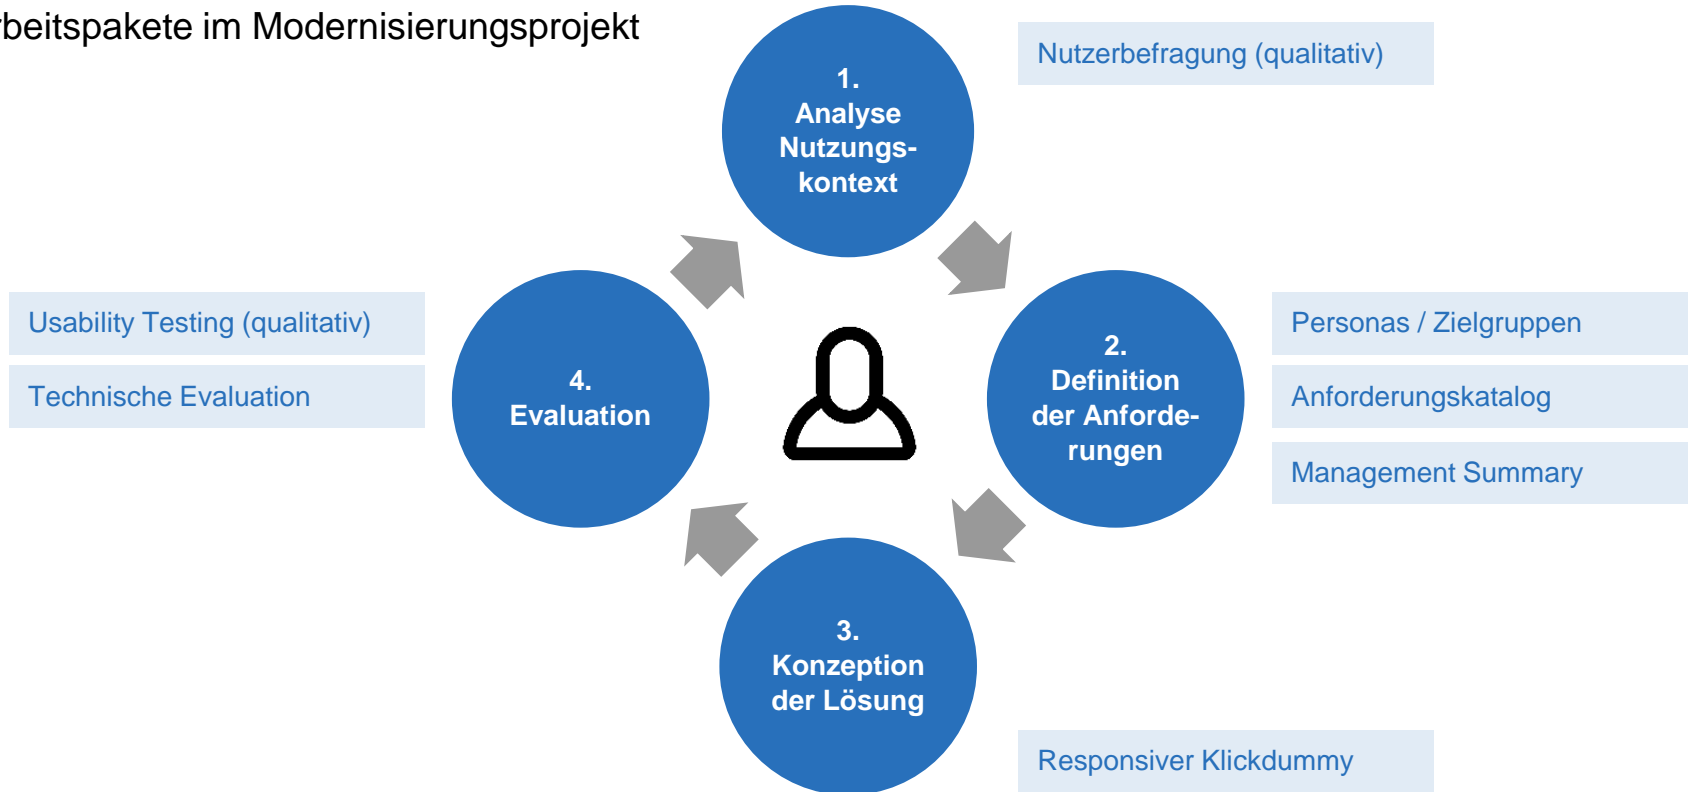 rbeitspakete im Modernisierungsprojekt
1.
Analyse
Nutzungs-
kontext
Nutzerbefragung (qualitativ)
2.
Definition
der Anforde-
rungen
Personas / Zielgruppen
Anforderungskatalog
Management Summary
3.
Konzeption
der Lösung
Responsiver Klickdummy
4.
Evaluation
Usability Testing (qualitativ)
Technische Evaluation